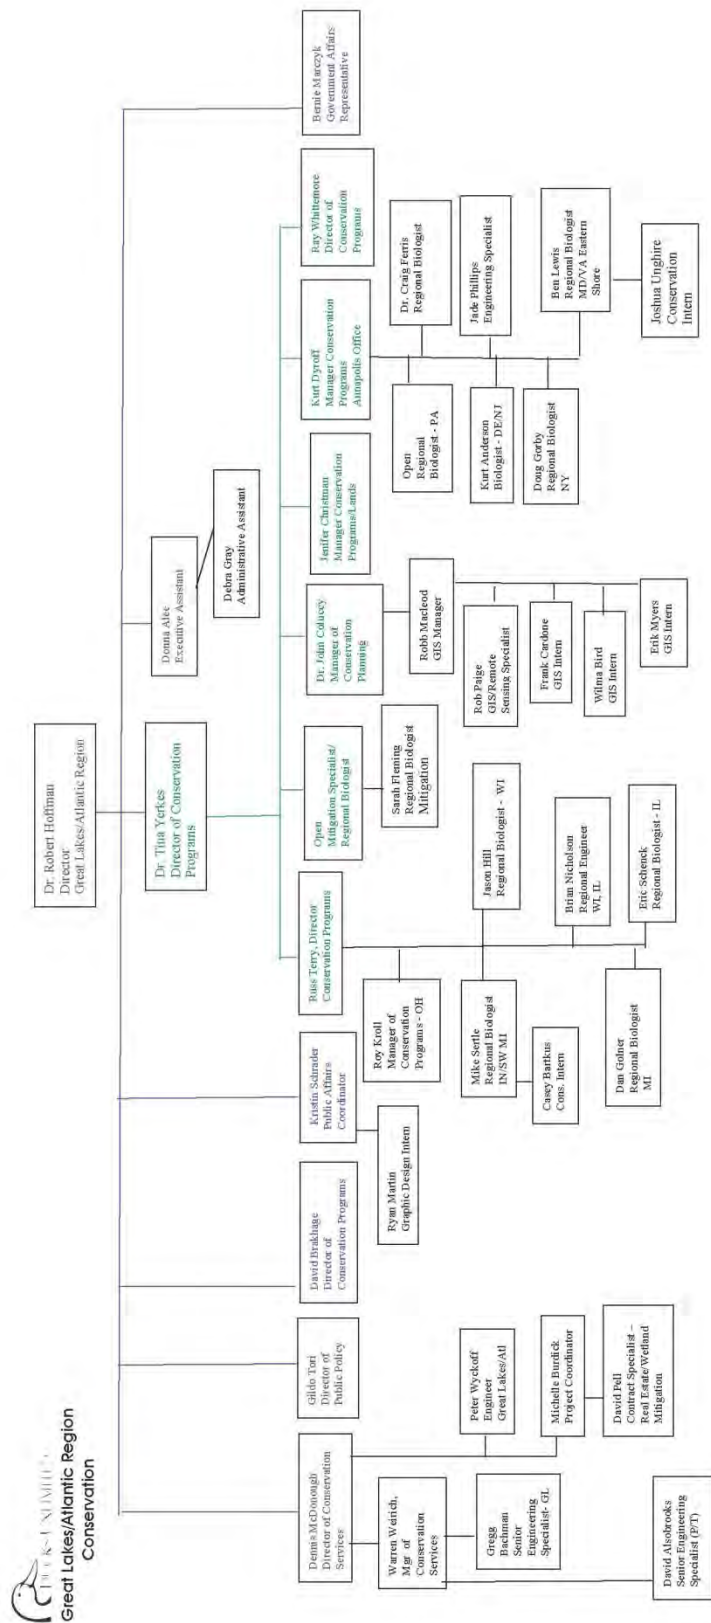 DUCKS UNLIMITED
Great Lakes/Atlantic Region
Conservation
Dr. Robert Hoffman
Director
Great Lakes/Atlantic Region
Donna Alec
Executive Assistant
Debra Gray
Administrative Assistant
Dr. Tina Yerkes
Director of Conservation
Programs
Dennis McDonough
Director of Conservation
Services
Gildo Tori
Director of
Public Policy
David Brakhage
Director of
Conservation Programs
Kristin Schrader
Public Affairs
Coordinator
Russ Terry, Director
Conservation Programs
Open
Mitigation Specialist/
Regional Biologist
Dr. John Coluccy
Manager of
Conservation
Planning
Jenifer Christman
Manager Conservation
Programs/Lands
Kurt Dyroff
Manager Conservation
Programs
Annapolis Office
Ray Whittemore
Director of
Conservation
Programs
Bernie Marczyk
Government Affairs
Representative
Warren Weirich,
Mgr of
Conservation
Services
Gregg
Bachman
Senior
Engineering
Specialist- GL
David Alsobrooks
Senior Engineering
Specialist (P/T)
Peter Wyckoff
Engineer
Great Lakes/Atl
Michelle Burdick
Project Coordinator
David Pell
Contract Specialist –
Real Estate/Wetland
Mitigation
Ryan Martin
Graphic Design Intern
Roy Kroll
Manager of
Conservation
Programs - OH
Jason Hill
Regional Biologist - WI
Mike Sertle
Regional Biologist
IN/SW MI
Casey Bartkus
Cons. Intern
Brian Nicholson
Regional Engineer
WI, IL
Dan Golner
Regional Biologist
MI
Eric Schenck
Regional Biologist - IL
Sarah Fleming
Regional Biologist
Mitigation
Robb Macleod
GIS Manager
Rob Paige
GIS/Remote
Sensing Specialist
Frank Cardone
GIS Intern
Wilma Bird
GIS Intern
Erik Myers
GIS Intern
Open
Regional
Biologist - PA
Dr. Craig Ferris
Regional Biologist
Kurt Anderson
Biologist - DE/NJ
Jade Phillips
Engineering Specialist
Doug Gorby
Regional Biologist
NY
Ben Lewis
Regional Biologist
MD/VA Eastern
Shore
Joshua Unghire
Conservation
Intern